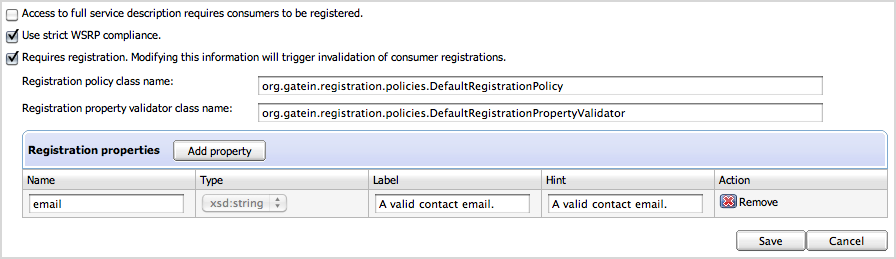 Access to full service description requires consumers to be registered.
Use strict WSRP compliance.
Requires registration. Modifying this information will trigger invalidation of consumer registrations.
Registration policy class name: org.gatein.registration.policies.DefaultRegistrationPolicy
Registration property validator class name: org.gatein.registration.policies.DefaultRegistrationPropertyValidator
Registration properties Add property
Name Type Label Hint Action
email xsd:string A valid contact email. A valid contact email. Remove
Save Cancel